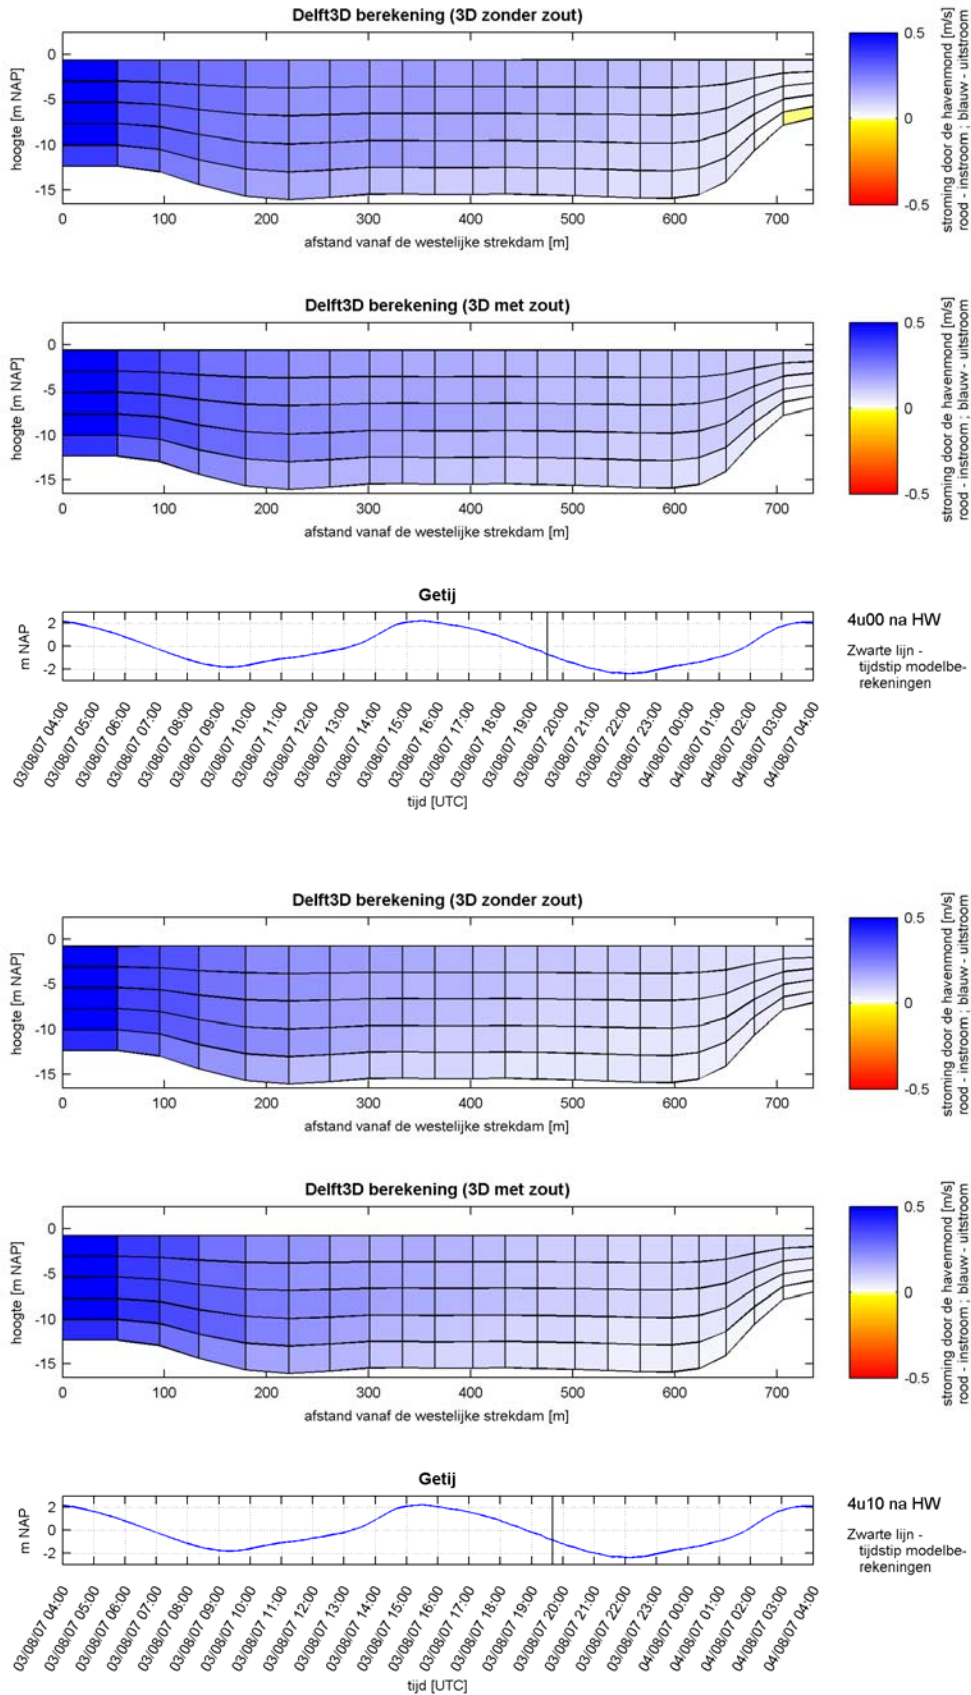 Delft3D berekening (3D zonder zout)
hoogte [m NAP]
0
-5
-10
-15
0 100 200 300 400 500 600 700
afstand vanaf de westelijke strekdam [m]
0.5
0
-0.5
stroming door de havenmond [m/s]
rood - instroom ; blauw - uitstroom
Delft3D berekening (3D met zout)
hoogte [m NAP]
0
-5
-10
-15
0 100 200 300 400 500 600 700
afstand vanaf de westelijke strekdam [m]
0.5
0
-0.5
stroming door de havenmond [m/s]
rood - instroom ; blauw - uitstroom
Getij
m NAP
2
0
-2
03/08/07 04:00
03/08/07 05:00
03/08/07 06:00
03/08/07 07:00
03/08/07 08:00
03/08/07 09:00
03/08/07 10:00
03/08/07 11:00
03/08/07 12:00
03/08/07 13:00
03/08/07 14:00
03/08/07 15:00
03/08/07 16:00
03/08/07 17:00
03/08/07 18:00
03/08/07 19:00
03/08/07 20:00
03/08/07 21:00
03/08/07 22:00
03/08/07 23:00
04/08/07 00:00
04/08/07 01:00
04/08/07 02:00
04/08/07 03:00
04/08/07 04:00
tijd [UTC]
4u00 na HW
Zwarte lijn -
tijdstip modelbe-
rekeningen
Delft3D berekening (3D zonder zout)
hoogte [m NAP]
0
-5
-10
-15
0 100 200 300 400 500 600 700
afstand vanaf de westelijke strekdam [m]
0.5
0
-0.5
stroming door de havenmond [m/s]
rood - instroom ; blauw - uitstroom
Delft3D berekening (3D met zout)
hoogte [m NAP]
0
-5
-10
-15
0 100 200 300 400 500 600 700
afstand vanaf de westelijke strekdam [m]
0.5
0
-0.5
stroming door de havenmond [m/s]
rood - instroom ; blauw - uitstroom
Getij
m NAP
2
0
-2
03/08/07 04:00
03/08/07 05:00
03/08/07 06:00
03/08/07 07:00
03/08/07 08:00
03/08/07 09:00
03/08/07 10:00
03/08/07 11:00
03/08/07 12:00
03/08/07 13:00
03/08/07 14:00
03/08/07 15:00
03/08/07 16:00
03/08/07 17:00
03/08/07 18:00
03/08/07 19:00
03/08/07 20:00
03/08/07 21:00
03/08/07 22:00
03/08/07 23:00
04/08/07 00:00
04/08/07 01:00
04/08/07 02:00
04/08/07 03:00
04/08/07 04:00
tijd [UTC]
4u10 na HW
Zwarte lijn -
tijdstip modelbe-
rekeningen